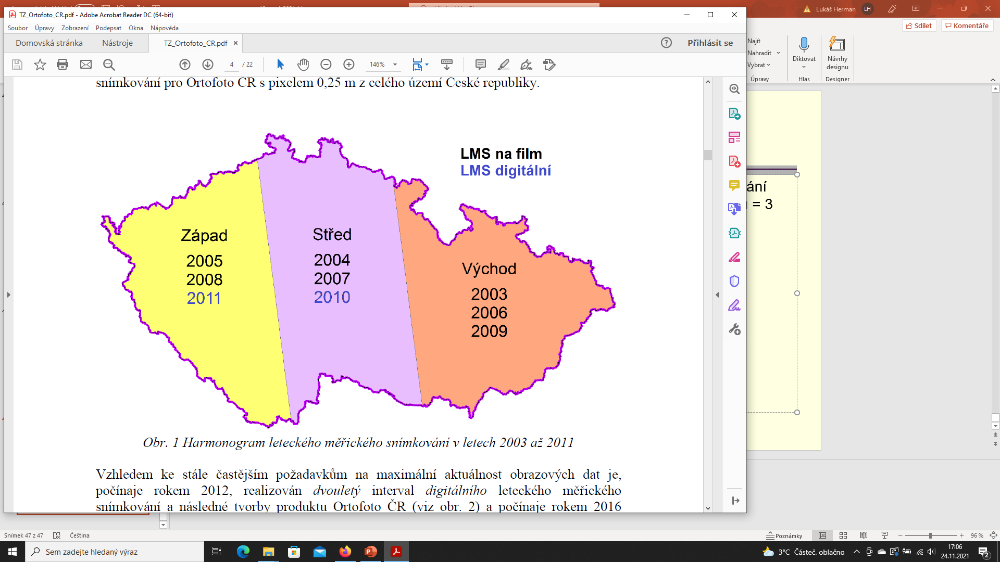 TZ_Ortofoto_CR.pdf - Adobe Acrobat Reader DC (64-bit)
Lukáš Herman LH
Soubor Úpravy Zobrazení Podepsat Okna Nápověda
Sdílet Komentáře
Domovská stránka Nástroje TZ_Ortofoto_CR.pdf Přihlásit se
4 / 22 146%
Najít
Nahradit
Vybrat
Úpravy
Diktovat
Hlas
Návrhy
designu
Designer
snímkování pro Ortofoto ČR s pixelem 0,25 m z celého území České republiky.
LMS na film
LMS digitální
Západ
2005
2008
2011
Střed
2004
2007
2010
Východ
2003
2006
2009
ání
= 3
Obr. 1 Harmonogram leteckého měřického snímkování v letech 2003 až 2011
Vzhledem ke stále častějším požadavkům na maximální aktuálnost obrazových dat je,
počínaje rokem 2012, realizován dvouletý interval digitálního leteckého měřického
snímkování a následné tvorby produktu Ortofoto ČR (viz obr. 2) a počínaje rokem 2016
Snímek 47 z 47 Čeština Poznámky 96 %
Sem zadejte hledaný výraz
3°C Částeč. oblačno
17:06
24.11.2021
2